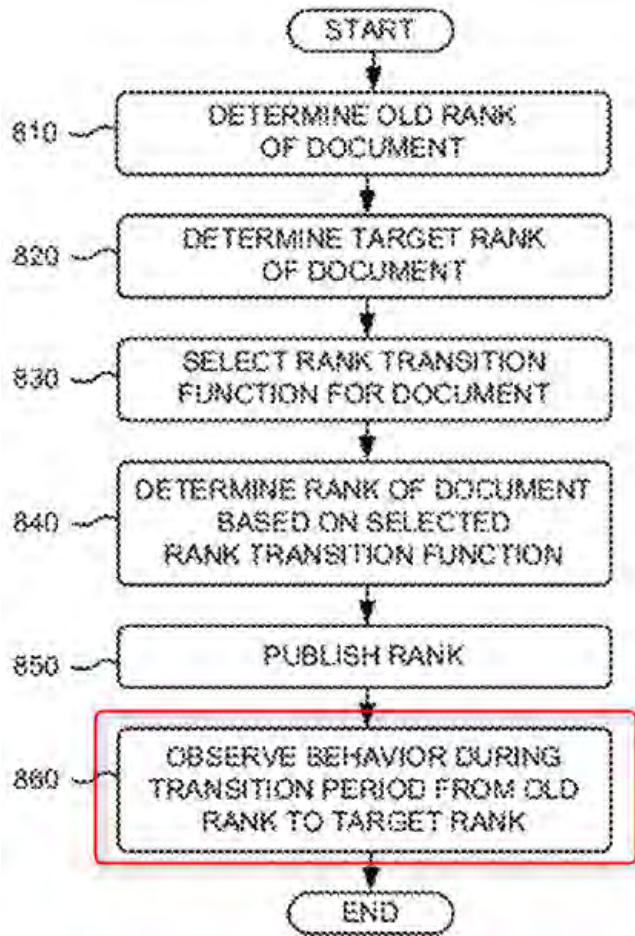 START
810
DETERMINE OLD RANK
OF DOCUMENT
820
DETERMINE TARGET RANK
OF DOCUMENT
830
SELECT RANK TRANSITION
FUNCTION FOR DOCUMENT
840
DETERMINE RANK OF DOCUMENT
BASED ON SELECTED
RANK TRANSITION FUNCTION
850
PUBLISH RANK
860
OBSERVE BEHAVIOR DURING
TRANSITION PERIOD FROM OLD
RANK TO TARGET RANK
END